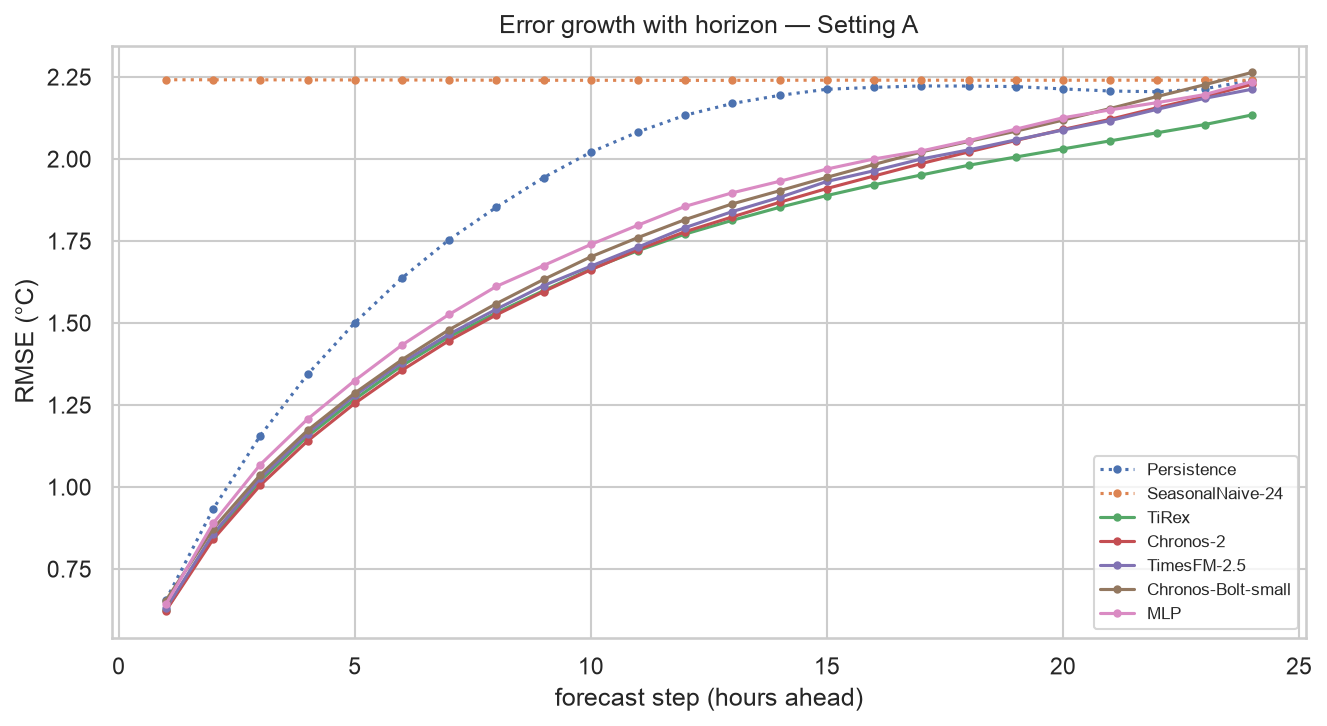 Error growth with horizon — Setting A
RMSE (°C)
2.25
2.00
1.75
1.50
1.25
1.00
0.75
0
5
10
15
20
25
forecast step (hours ahead)
Persistence
SeasonalNaive-24
TiRex
Chronos-2
TimesFM-2.5
Chronos-Bolt-small
MLP